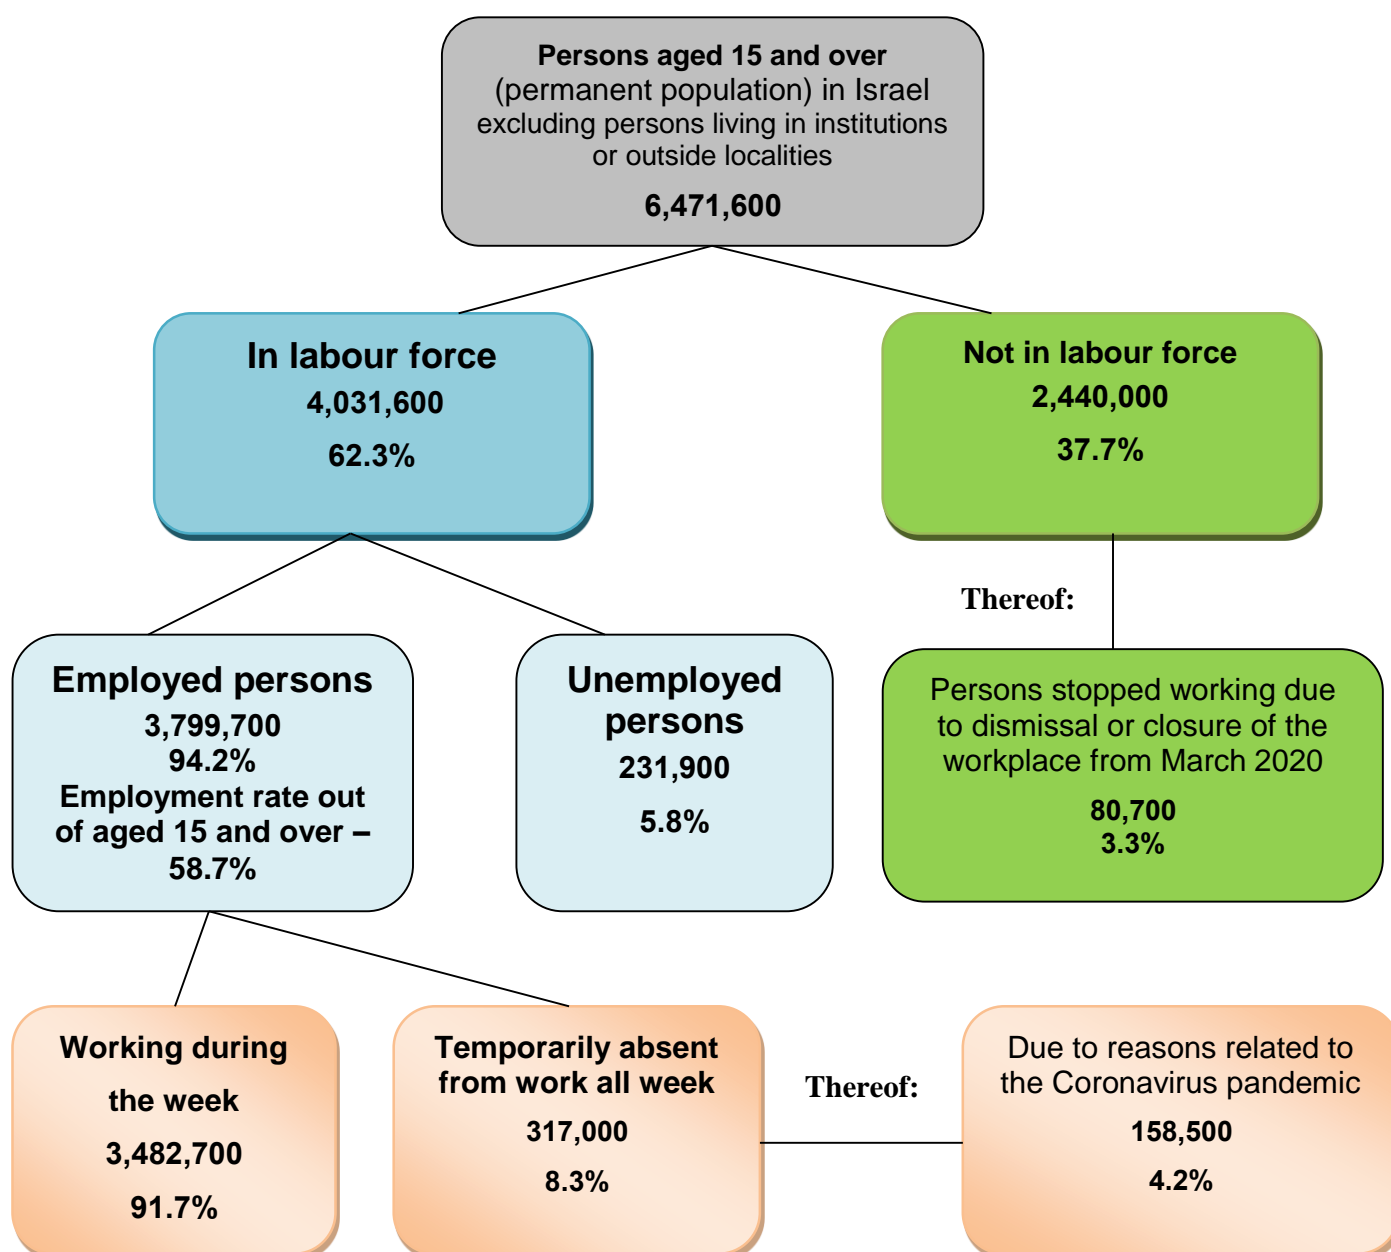 Persons aged 15 and over
(permanent population) in Israel
excluding persons living in institutions
or outside localities
6,471,600
In labour force
4,031,600
62.3%
Not in labour force
2,440,000
37.7%
Thereof:
Employed persons
3,799,700
94.2%
Employment rate out
of aged 15 and over –
58.7%
Unemployed
persons
231,900
5.8%
Persons stopped working due
to dismissal or closure of the
workplace from March 2020
80,700
3.3%
Working during
the week
3,482,700
91.7%
Temporarily absent
from work all week
317,000
8.3%
Thereof:
Due to reasons related to
the Coronavirus pandemic
158,500
4.2%